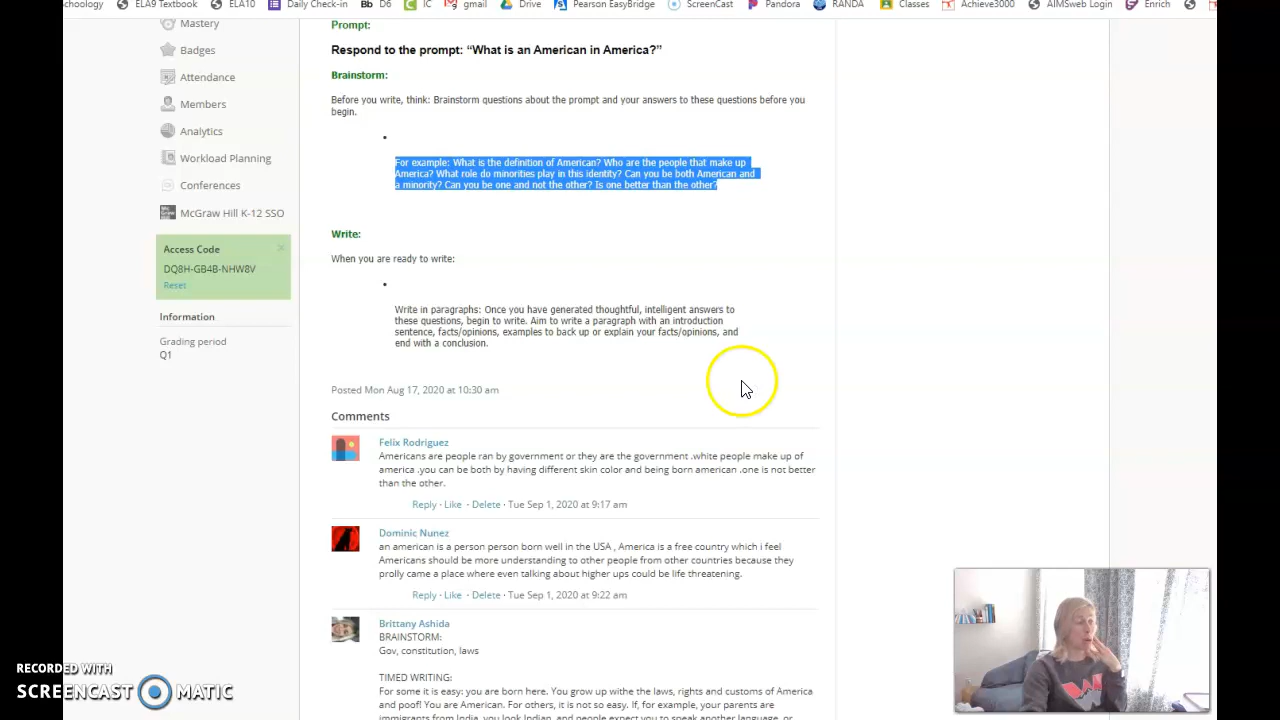 choology ELA9 Textbook ELA10 Daily Check-in Bb D6 IC gmail Drive Pearson EasyBridge ScreenCast Pandora RANDA Classes Achieve3000 AIMSweb Login Enrich
Mastery
Badges
Attendance
Members
Analytics
Workload Planning
Conferences
McGraw Hill K-12 SSO
Access Code
DQ8H-GB4B-NHW8V
Reset
Information
Grading period
Q1
Prompt:
Respond to the prompt: “What is an American in America?”
Brainstorm:
Before you write, think: Brainstorm questions about the prompt and your answers to these questions before you
begin.
For example: What is the definition of American? Who are the people that make up
America? What role do minorities play in this identity? Can you be both American and
a minority? Can you be one and not the other? Is one better than the other?
Write:
When you are ready to write:
Write in paragraphs: Once you have generated thoughtful, intelligent answers to
these questions, begin to write. Aim to write a paragraph with an introduction
sentence, facts/opinions, examples to back up or explain your facts/opinions, and
end with a conclusion.
Posted Mon Aug 17, 2020 at 10:30 am
Comments
Felix Rodriguez
Americans are people ran by government or they are the government .white people make up of
america .you can be both by having different skin color and being born american .one is not better
than the other.
Reply · Like · Delete · Tue Sep 1, 2020 at 9:17 am
Dominic Nunez
an american is a person person born well in the USA , America is a free country which i feel
Americans should be more understanding to other people from other countries because they
prolly came a place where even talking about higher ups could be life threatening.
Reply · Like · Delete · Tue Sep 1, 2020 at 9:22 am
Brittany Ashida
BRAINSTORM:
Gov, constitution, laws
TIMED WRITING:
For some it is easy: you are born here. You grow up withe the laws, rights and customs of America
and poof! You are American. For others, it is not so easy. If, for example, your parents are
immigrants from India, you look Indian, and people expect you to speak another language, or
RECORDED WITH
SCREENCAST MATIC